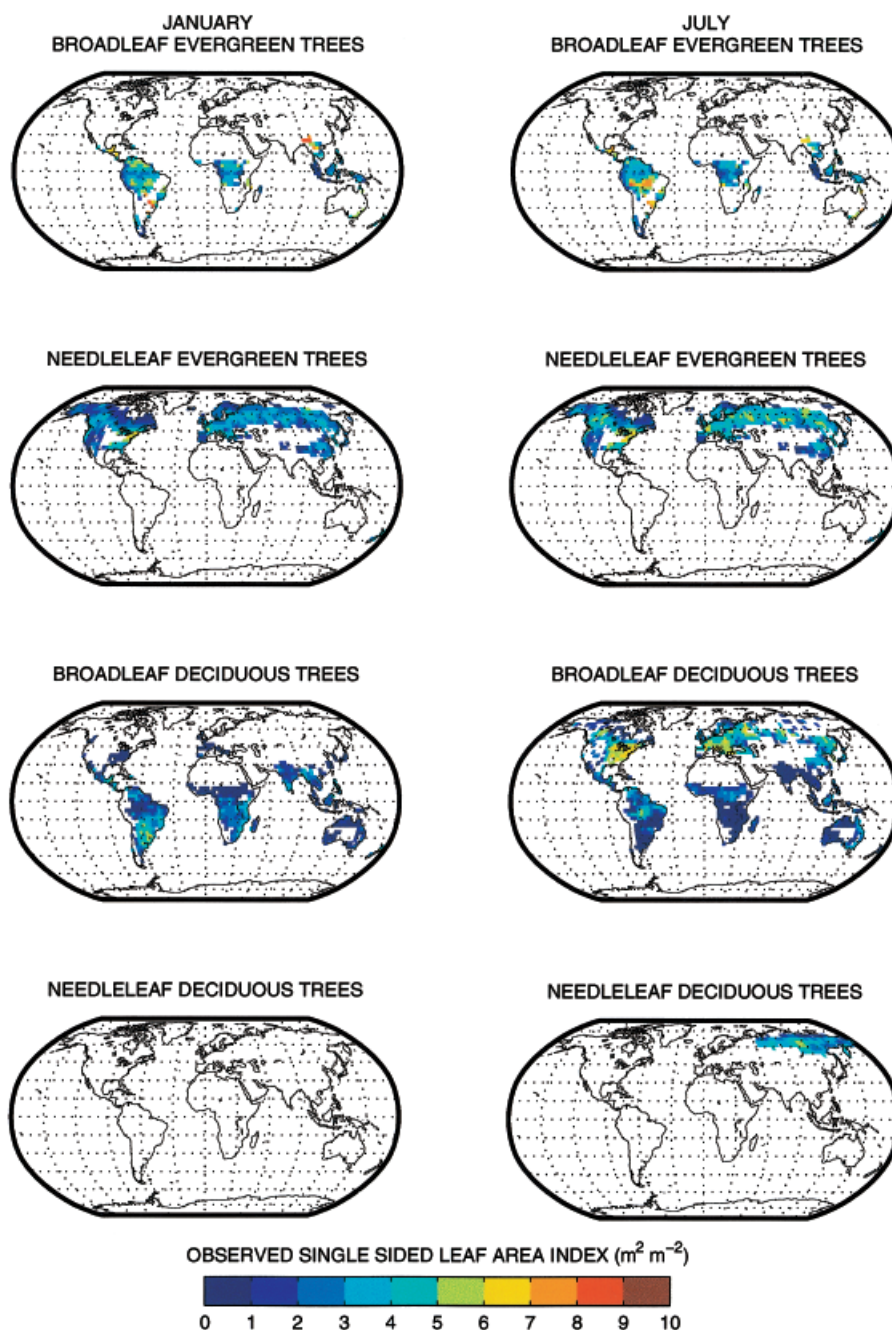 JANUARY
BROADLEAF EVERGREEN TREES
JULY
BROADLEAF EVERGREEN TREES
NEEDLELEAF EVERGREEN TREES
NEEDLELEAF EVERGREEN TREES
BROADLEAF DECIDUOUS TREES
BROADLEAF DECIDUOUS TREES
NEEDLELEAF DECIDUOUS TREES
NEEDLELEAF DECIDUOUS TREES
OBSERVED SINGLE SIDED LEAF AREA INDEX (m² m⁻²)
0 1 2 3 4 5 6 7 8 9 10